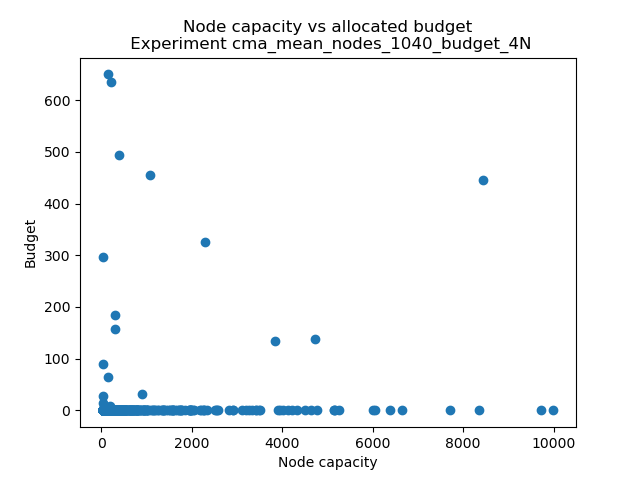 Node capacity vs allocated budget
Experiment cma_mean_nodes_1040_budget_4N
Budget
600
500
400
300
200
100
0
0 2000 4000 6000 8000 10000
Node capacity